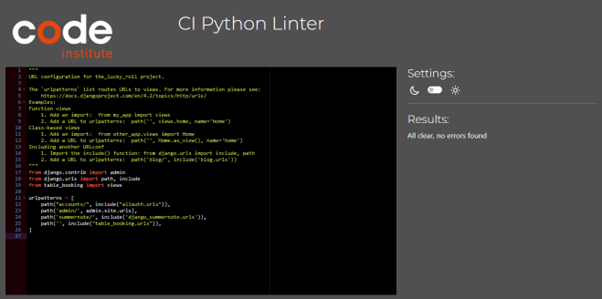 code
institute
CI Python Linter
Settings:
Results:
All clear, no errors found
1 """
2 URL configuration for the_lucky_roll project.
3
4 The `urlpatterns` list routes URLs to views. For more information please see:
5     https://docs.djangoproject.com/en/4.2/topics/http/urls/
6 Examples:
7 Function views
8     1. Add an import:  from my_app import views
9     2. Add a URL to urlpatterns:  path('', views.home, name='home')
10 Class-based views
11     1. Add an import:  from other_app.views import Home
12     2. Add a URL to urlpatterns:  path('', Home.as_view(), name='home')
13 Including another URLconf
14     1. Import the include() function: from django.urls import include, path
15     2. Add a URL to urlpatterns:  path('blog/', include('blog.urls'))
16 """
17 from django.contrib import admin
18 from django.urls import path, include
19 from table_booking import views
20
21 urlpatterns = [
22     path("accounts/", include("allauth.urls")),
23     path('admin/', admin.site.urls),
24     path('summernote/', include('django_summernote.urls')),
25     path('', include("table_booking.urls")),
26 ]
27